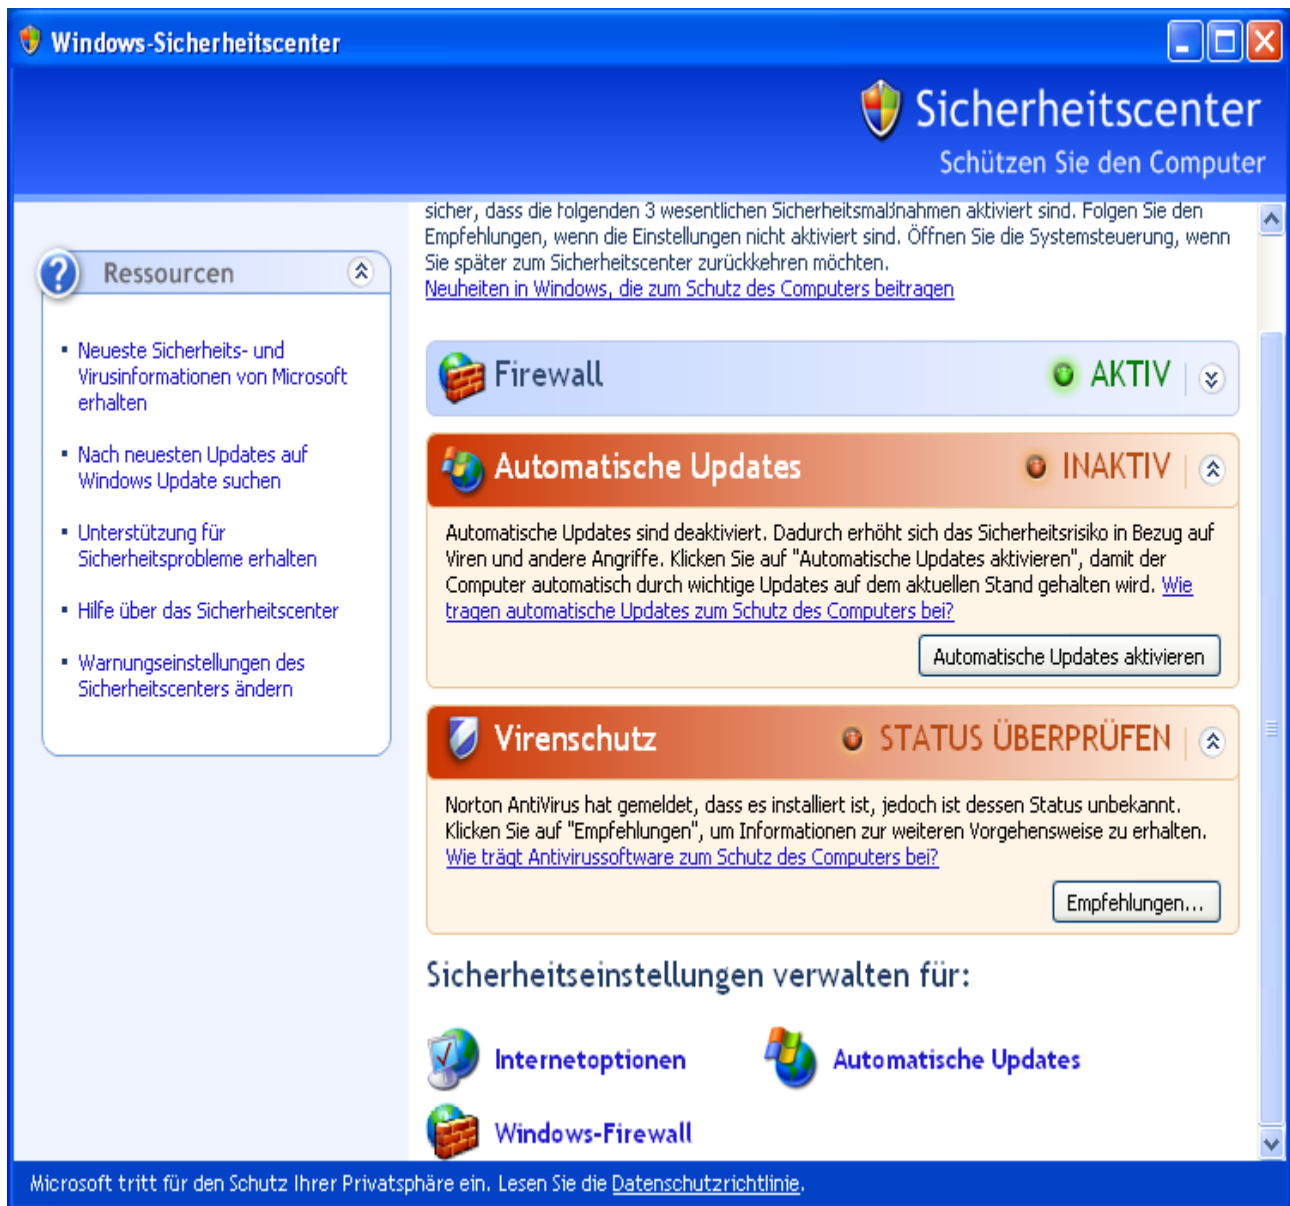 Windows-Sicherheitscenter
Sicherheitscenter
Schützen Sie den Computer
Ressourcen
Neueste Sicherheits- und
Virusinformationen von Microsoft
erhalten
Nach neuesten Updates auf
Windows Update suchen
Unterstützung für
Sicherheitsprobleme erhalten
Hilfe über das Sicherheitscenter
Warnungseinstellungen des
Sicherheitscenters ändern
sicher, dass die folgenden 3 wesentlichen Sicherheitsmaßnahmen aktiviert sind. Folgen Sie den
Empfehlungen, wenn die Einstellungen nicht aktiviert sind. Öffnen Sie die Systemsteuerung, wenn
Sie später zum Sicherheitscenter zurückkehren möchten.
Neuheiten in Windows, die zum Schutz des Computers beitragen
Firewall AKTIV
Automatische Updates INAKTIV
Automatische Updates sind deaktiviert. Dadurch erhöht sich das Sicherheitsrisiko in Bezug auf
Viren und andere Angriffe. Klicken Sie auf "Automatische Updates aktivieren", damit der
Computer automatisch durch wichtige Updates auf dem aktuellen Stand gehalten wird. Wie
tragen automatische Updates zum Schutz des Computers bei?
Automatische Updates aktivieren
Virenschutz STATUS ÜBERPRÜFEN
Norton AntiVirus hat gemeldet, dass es installiert ist, jedoch ist dessen Status unbekannt.
Klicken Sie auf "Empfehlungen", um Informationen zur weiteren Vorgehensweise zu erhalten.
Wie trägt Antivirussoftware zum Schutz des Computers bei?
Empfehlungen...
Sicherheitseinstellungen verwalten für:
Internetoptionen Automatische Updates
Windows-Firewall
Microsoft tritt für den Schutz Ihrer Privatsphäre ein. Lesen Sie die Datenschutzrichtlinie.